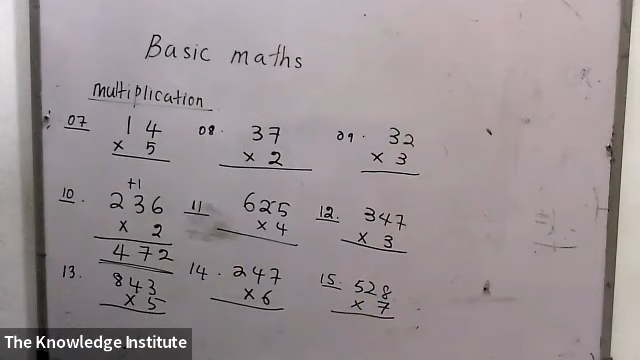 Basic maths
multiplication
07 14 08. 37 09. 32
x 5 x 2 x 3
+1
10. 236 11 625 12. 347
x 2 x 4 x 3
472
13. 843 14. 247 15. 528
x 5 x 6 x 7
The Knowledge Institute